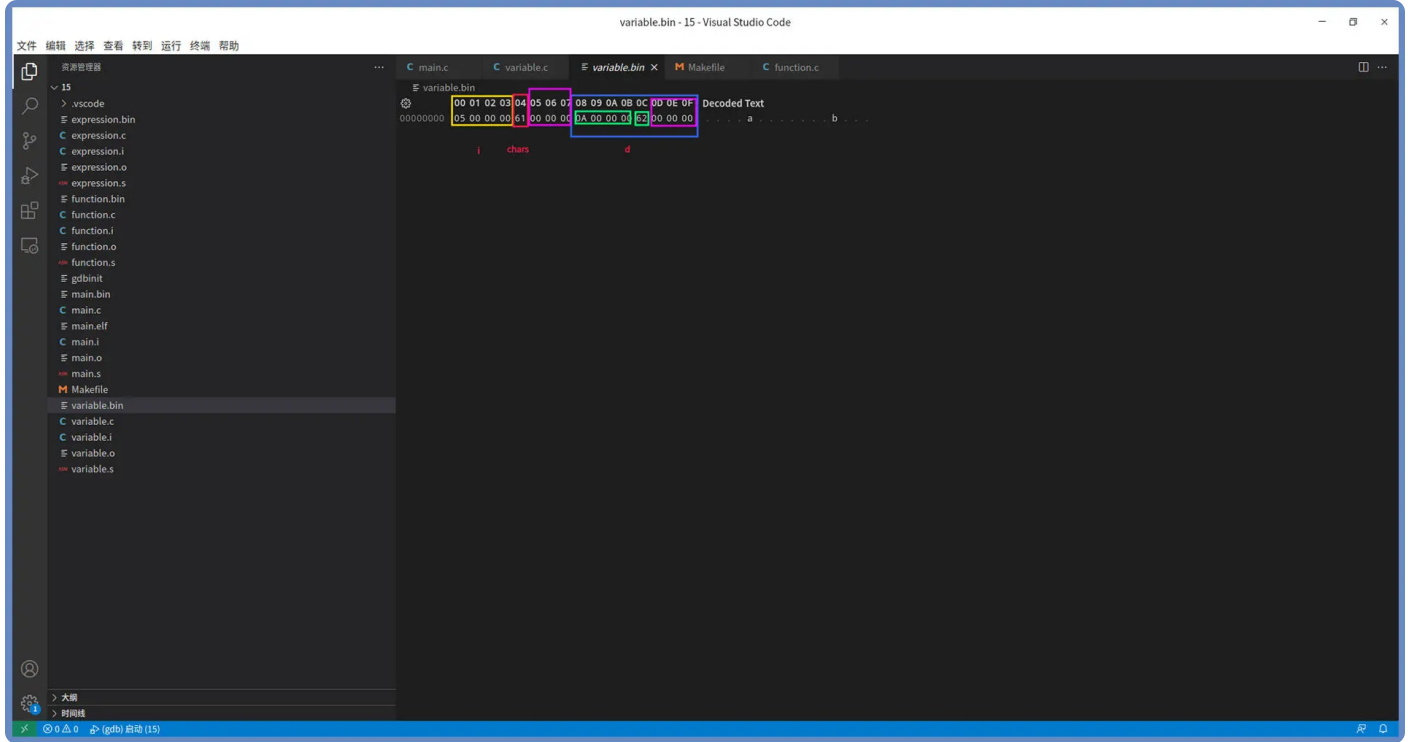 variable.bin - 15 - Visual Studio Code
文件 编辑 选择 查看 转到 运行 终端 帮助
资源管理器
15
.vscode
expression.bin
C expression.c
C expression.i
expression.o
expression.s
function.bin
C function.c
C function.i
function.o
function.s
gdbinit
main.bin
C main.c
main.elf
C main.i
main.o
main.s
M Makefile
variable.bin
C variable.c
C variable.i
variable.o
variable.s
大纲
时间线
C main.c C variable.c variable.bin M Makefile C function.c
variable.bin
00 01 02 03 04 05 06 07 08 09 0A 0B 0C 0D 0E 0F Decoded Text
00000000 05 00 00 00 61 00 00 00 0A 00 00 00 62 00 00 00 . . . . a . . . . . . . b . . .
i chars d
1
0 0 (gdb) 启动 (15)